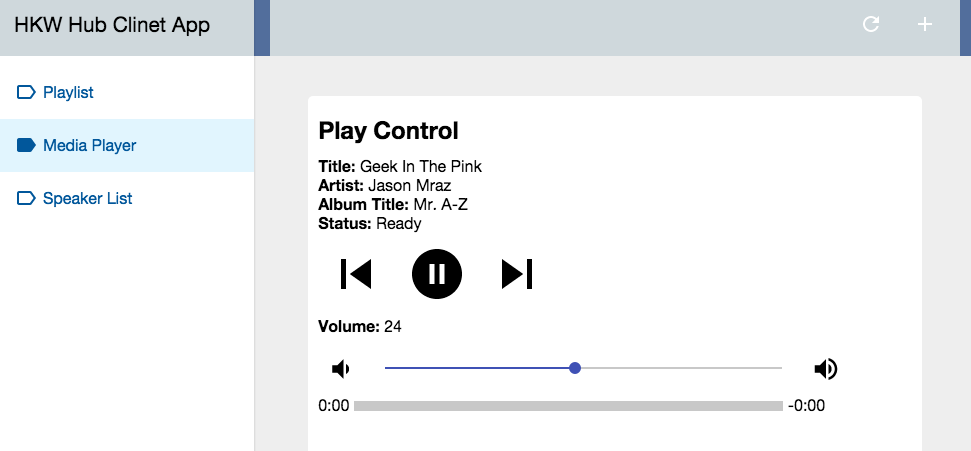 HKW Hub Clinet App
Playlist
Media Player
Speaker List
Play Control
Title: Geek In The Pink
Artist: Jason Mraz
Album Title: Mr. A-Z
Status: Ready
Volume: 24
0:00 -0:00